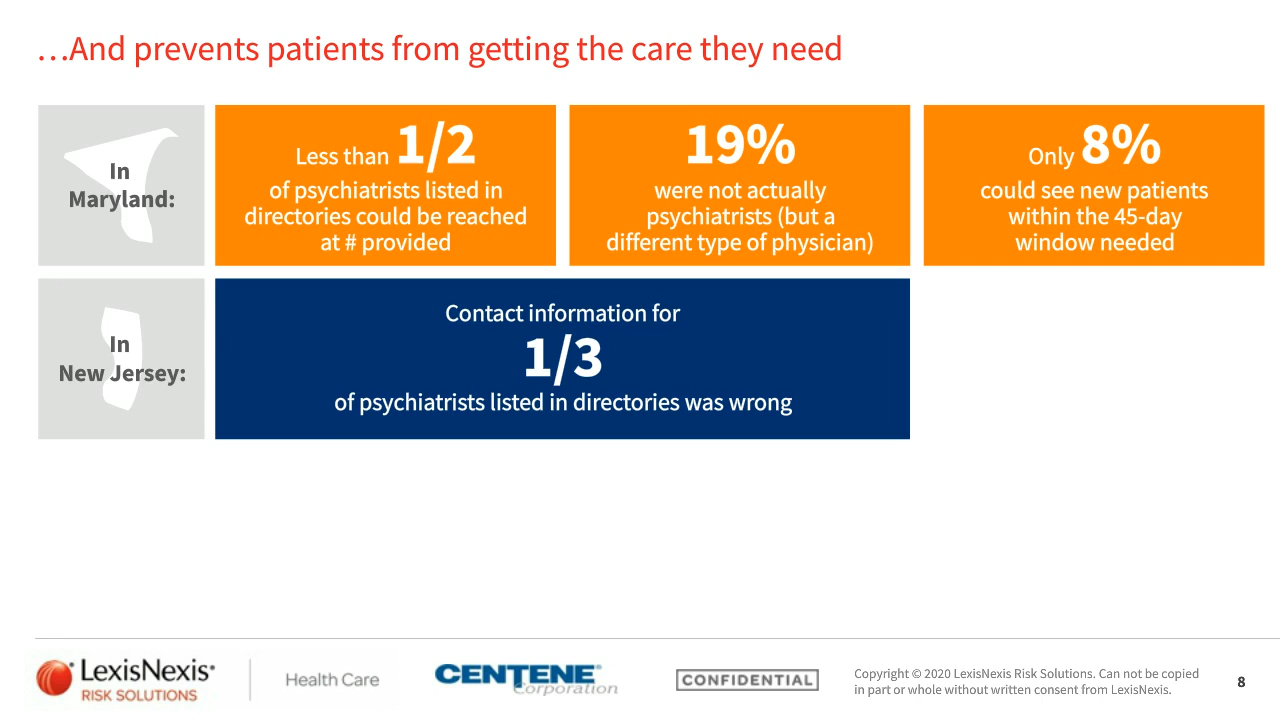 …And prevents patients from getting the care they need
In
Maryland:
Less than 1/2
of psychiatrists listed in
directories could be reached
at # provided
19%
were not actually
psychiatrists (but a
different type of physician)
Only 8%
could see new patients
within the 45-day
window needed
In
New Jersey:
Contact information for
1/3
of psychiatrists listed in directories was wrong
LexisNexis®
RISK SOLUTIONS
Health Care
CENTENE®
Corporation
CONFIDENTIAL
Copyright © 2020 LexisNexis Risk Solutions. Can not be copied
in part or whole without written consent from LexisNexis.
8